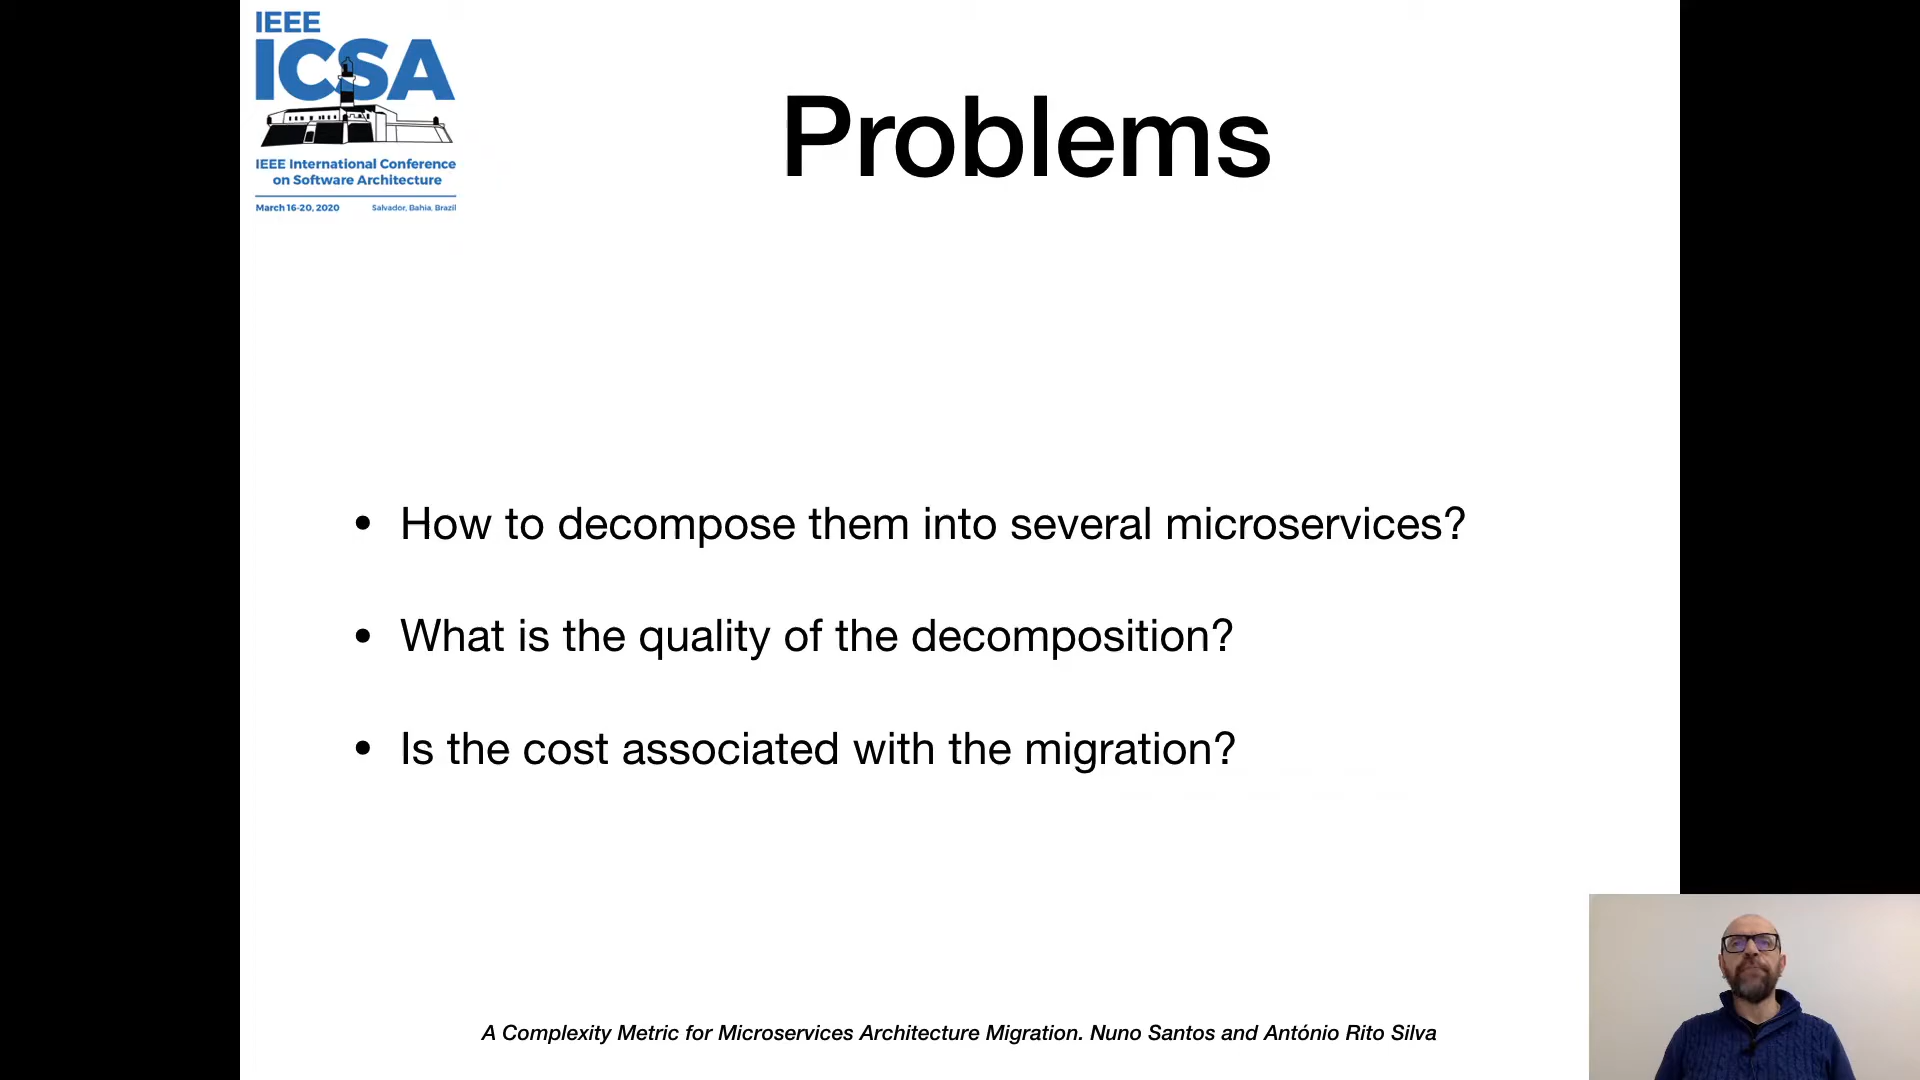 IEEE
ICSA
IEEE International Conference
on Software Architecture
March 16-20, 2020 Salvador, Bahia, Brazil
Problems
• How to decompose them into several microservices?
• What is the quality of the decomposition?
• Is the cost associated with the migration?
A Complexity Metric for Microservices Architecture Migration. Nuno Santos and António Rito Silva